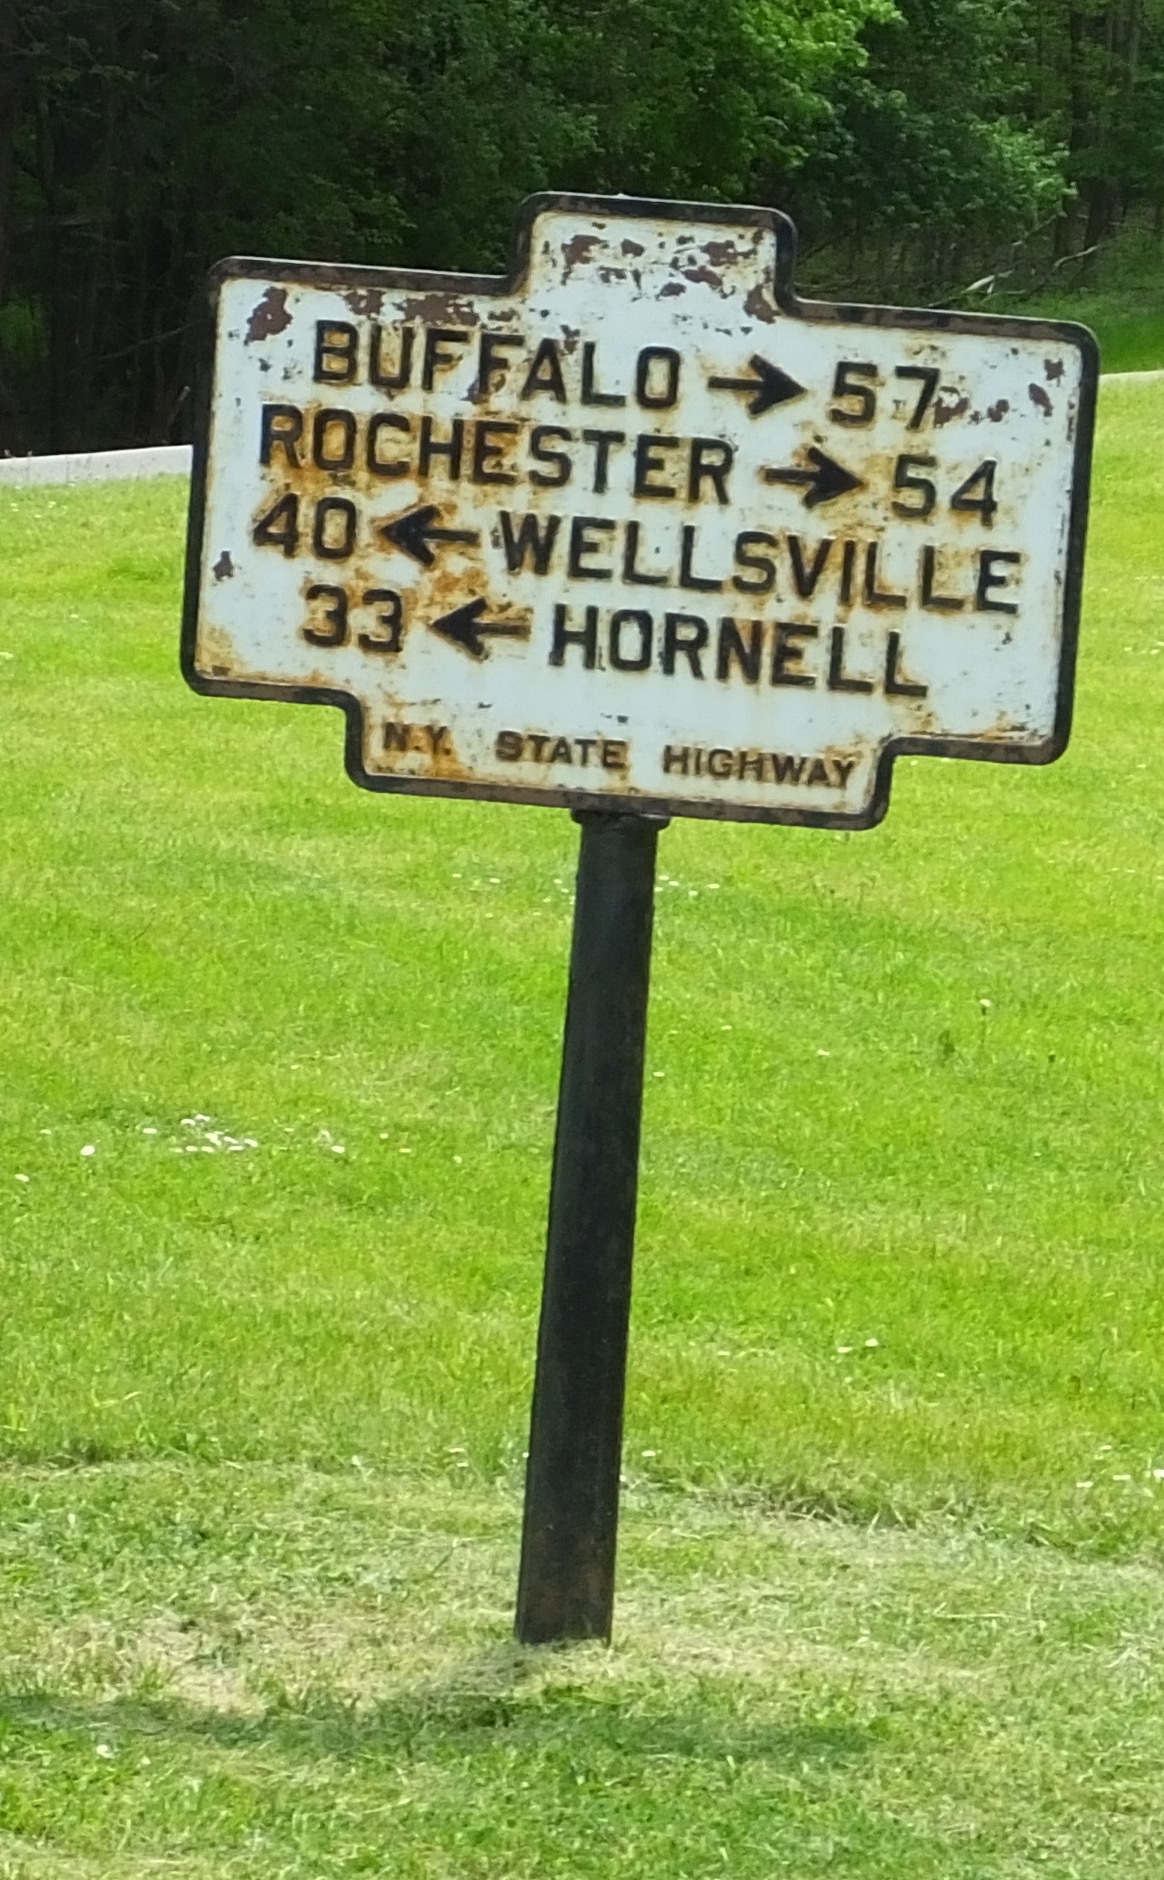 BUFFALO → 57
ROCHESTER → 54
40 ← WELLSVILLE
33 ← HORNELL
N.Y. STATE HIGHWAY